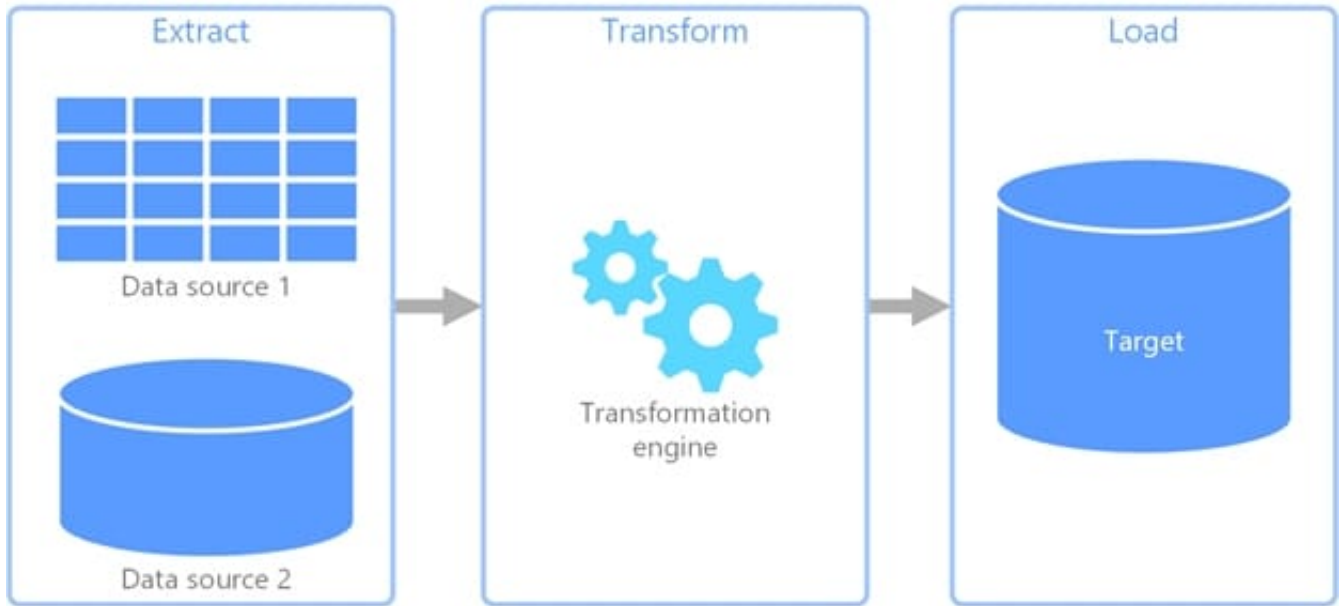 Extract
Data source 1
Data source 2
Transform
Transformation
engine
Load
Target